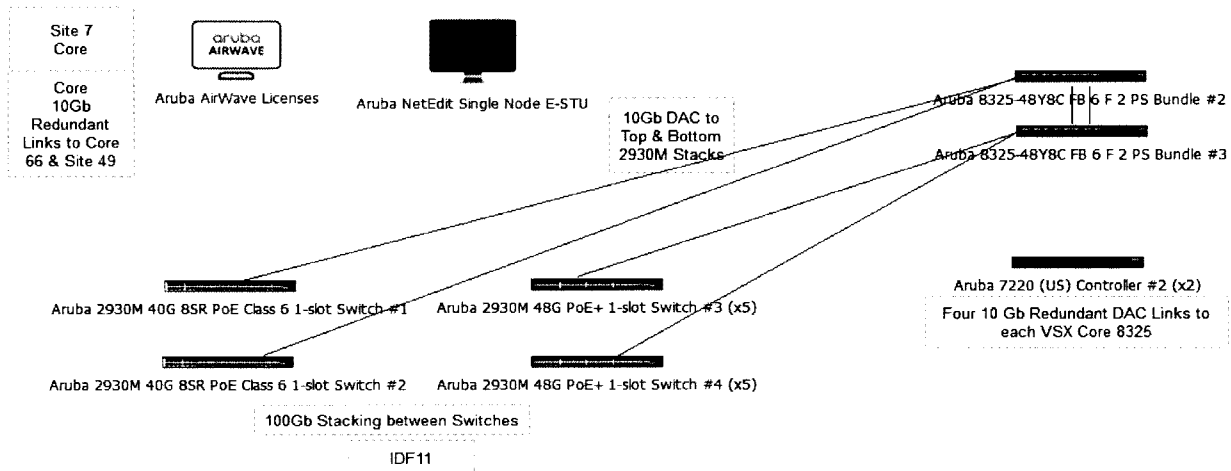 Site 7
Core
Core
10Gb
Redundant
Links to Core
66 & Site 49
aruba
AIRWAVE
Aruba AirWave Licenses
Aruba NetEdit Single Node E-STU
10Gb DAC to
Top & Bottom
2930M Stacks
Aruba 8325-48Y8C FB 6 F 2 PS Bundle #2
Aruba 8325-48Y8C FB 6 F 2 PS Bundle #3
Aruba 2930M 40G 8SR PoE Class 6 1-slot Switch #1
Aruba 2930M 48G PoE+ 1-slot Switch #3 (x5)
Aruba 7220 (US) Controller #2 (x2)
Four 10 Gb Redundant DAC Links to
each VSX Core 8325
Aruba 2930M 40G 8SR PoE Class 6 1-slot Switch #2
Aruba 2930M 48G PoE+ 1-slot Switch #4 (x5)
100Gb Stacking between Switches
IDF11